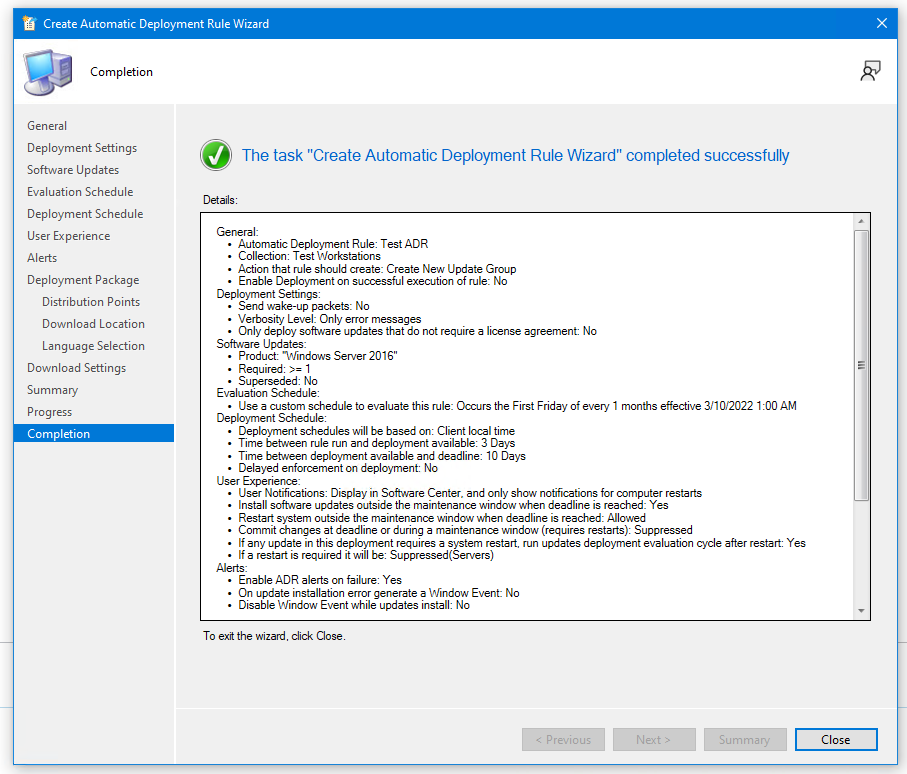 Create Automatic Deployment Rule Wizard
Completion
General
Deployment Settings
Software Updates
Evaluation Schedule
Deployment Schedule
User Experience
Alerts
Deployment Package
Distribution Points
Download Location
Language Selection
Download Settings
Summary
Progress
Completion
The task "Create Automatic Deployment Rule Wizard" completed successfully
Details:
General:
• Automatic Deployment Rule: Test ADR
• Collection: Test Workstations
• Action that rule should create: Create New Update Group
• Enable Deployment on successful execution of rule: No
Deployment Settings:
• Send wake-up packets: No
• Verbosity Level: Only error messages
• Only deploy software updates that do not require a license agreement: No
Software Updates:
• Product: "Windows Server 2016"
• Required: >= 1
• Superseded: No
Evaluation Schedule:
• Use a custom schedule to evaluate this rule: Occurs the First Friday of every 1 months effective 3/10/2022 1:00 AM
Deployment Schedule:
• Deployment schedules will be based on: Client local time
• Time between rule run and deployment available: 3 Days
• Time between deployment available and deadline: 10 Days
• Delayed enforcement on deployment: No
User Experience:
• User Notifications: Display in Software Center, and only show notifications for computer restarts
• Install software updates outside the maintenance window when deadline is reached: Yes
• Restart system outside the maintenance window when deadline is reached: Allowed
• Commit changes at deadline or during a maintenance window (requires restarts): Suppressed
• If any update in this deployment requires a system restart, run updates deployment evaluation cycle after restart: Yes
• If a restart is required it will be: Suppressed(Servers)
Alerts:
• Enable ADR alerts on failure: Yes
• On update installation error generate a Window Event: No
• Disable Window Event while updates install: No
To exit the wizard, click Close.
< Previous
Next >
Summary
Close